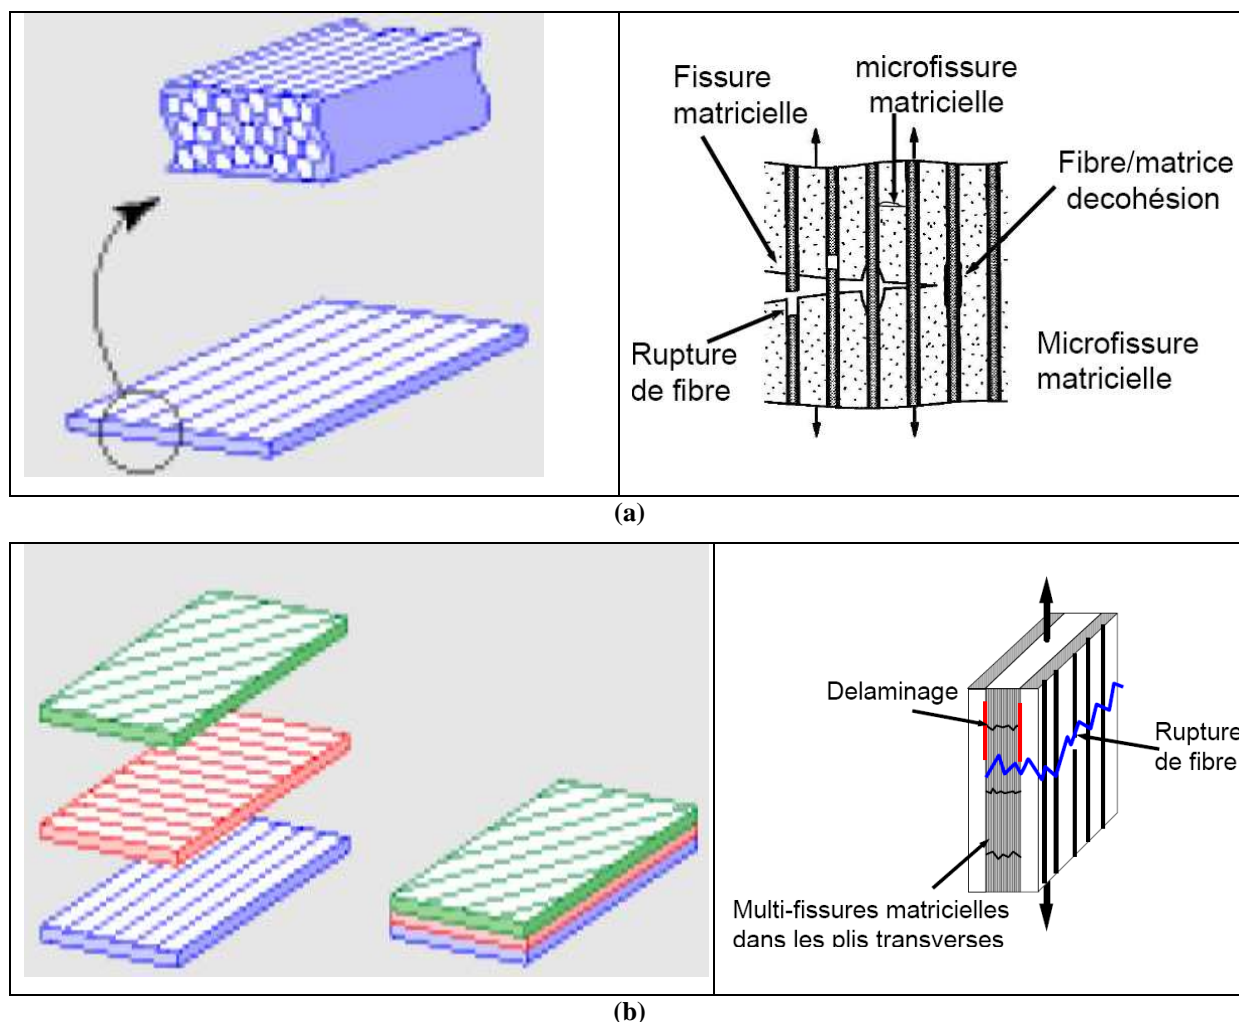 Fissure
matricielle
microfissure
matricielle
Fibre/matrice
decohésion
Rupture
de fibre
Microfissure
matricielle
(a)
Delaminage
Rupture
de fibre
Multi-fissures matricielles
dans les plis transverses
(b)